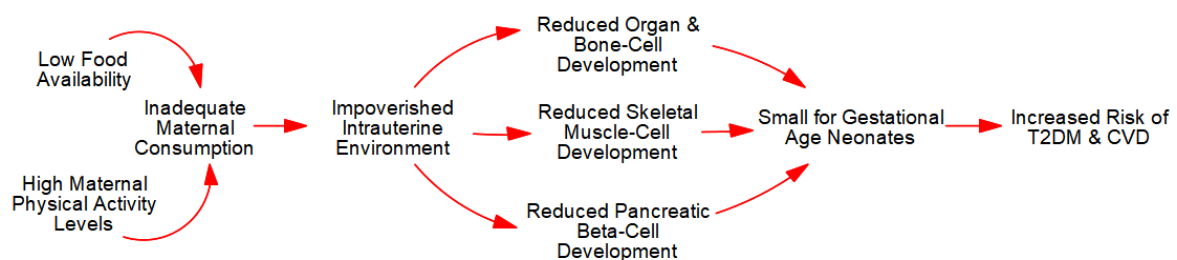 Low Food
Availability
High Maternal
Physical Activity
Levels
Inadequate
Maternal
Consumption
Impoverished
Intrauterine
Environment
Reduced Organ &
Bone-Cell
Development
Reduced Skeletal
Muscle-Cell
Development
Reduced Pancreatic
Beta-Cell
Development
Small for Gestational
Age Neonates
Increased Risk of
T2DM & CVD